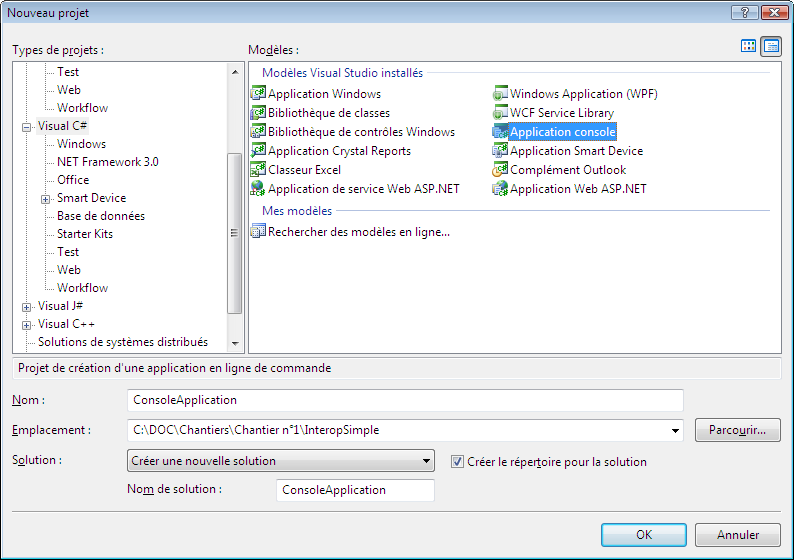 Nouveau projet
Types de projets :
Modèles :
Test
Web
Workflow
Visual C#
Windows
NET Framework 3.0
Office
Smart Device
Base de données
Starter Kits
Test
Web
Workflow
Visual J#
Visual C++
Solutions de systèmes distribués
Modèles Visual Studio installés
Application Windows
Bibliothèque de classes
Bibliothèque de contrôles Windows
Application Crystal Reports
Classeur Excel
Application de service Web ASP.NET
Windows Application (WPF)
WCF Service Library
Application console
Application Smart Device
Complément Outlook
Application Web ASP.NET
Mes modèles
Rechercher des modèles en ligne...
Projet de création d'une application en ligne de commande
Nom :
ConsoleApplication
Emplacement :
C:\DOC\Chantiers\Chantier n°1\InteropSimple
Parcourir...
Solution :
Créer une nouvelle solution
Créer le répertoire pour la solution
Nom de solution :
ConsoleApplication
OK
Annuler